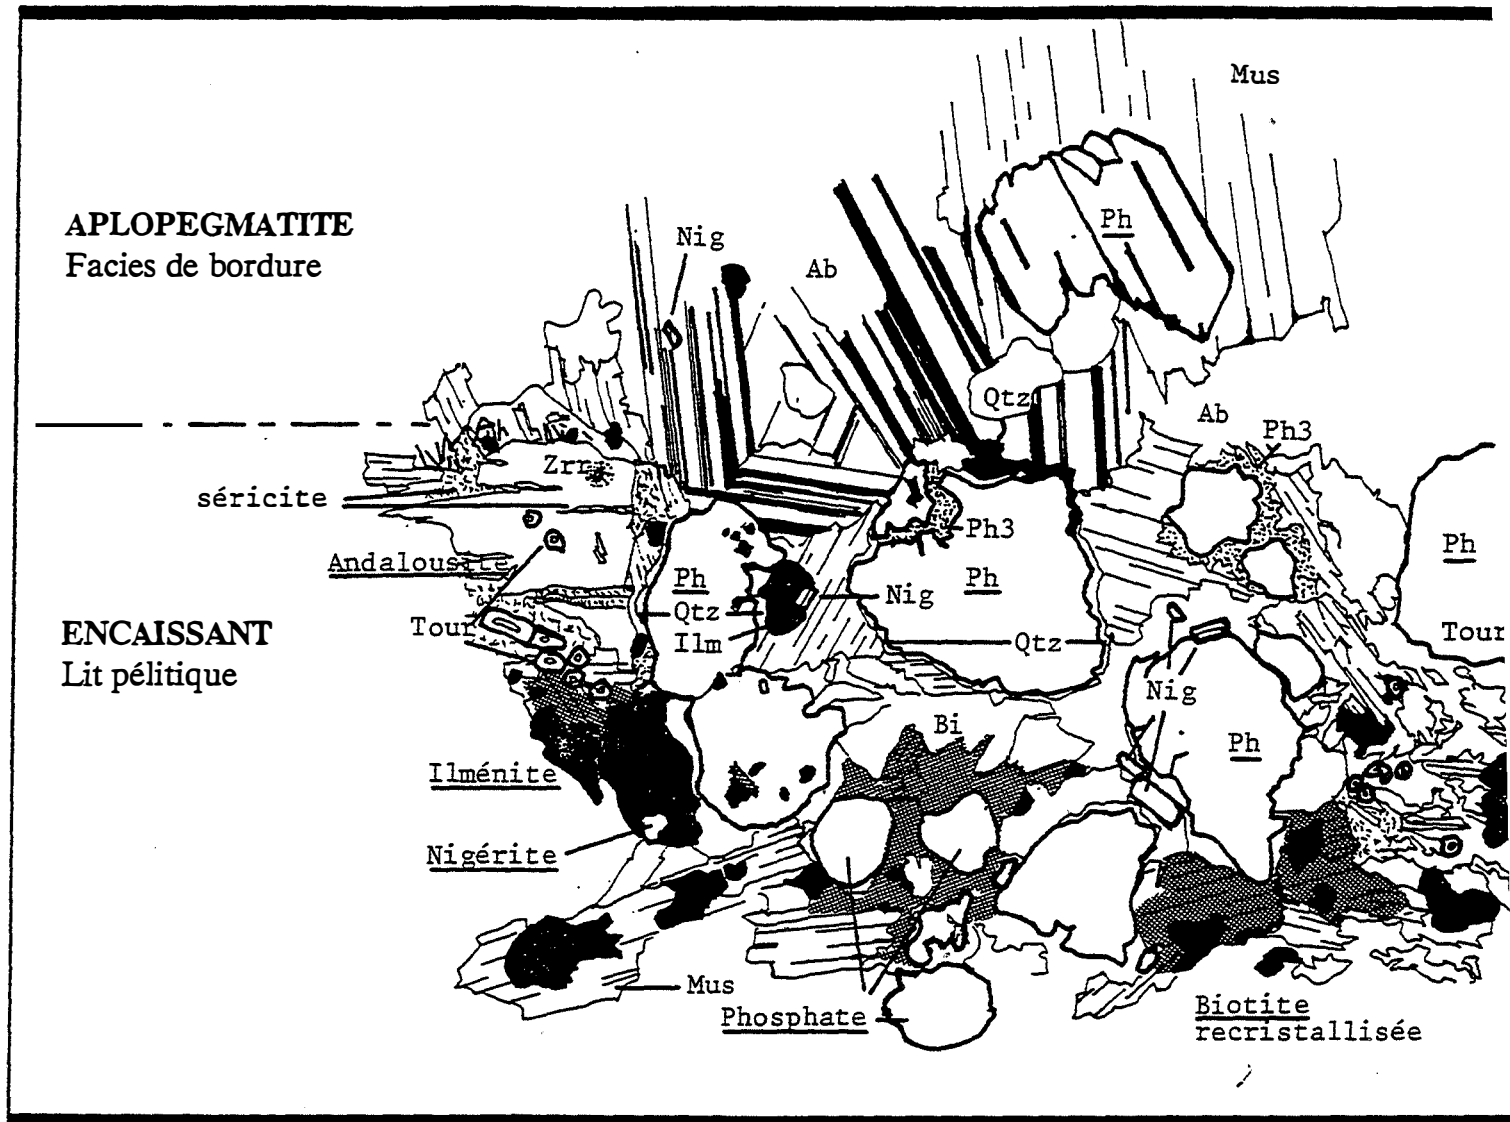 Mus
APLOPEGMATITE
Facies de bordure
Ph
Nig
Ab
Qtz
Ab
Ph3
Zrr
séricite
Ph3
Ph
Andalousite
Ph
Ph
Nig
Qtz
Tour
Ilm
Qtz
Tour
ENCAISSANT
Lit pélitique
Nig
Bi
Ph
Ilménite
Nigérite
Mus
Phosphate
Biotite
recristallisée